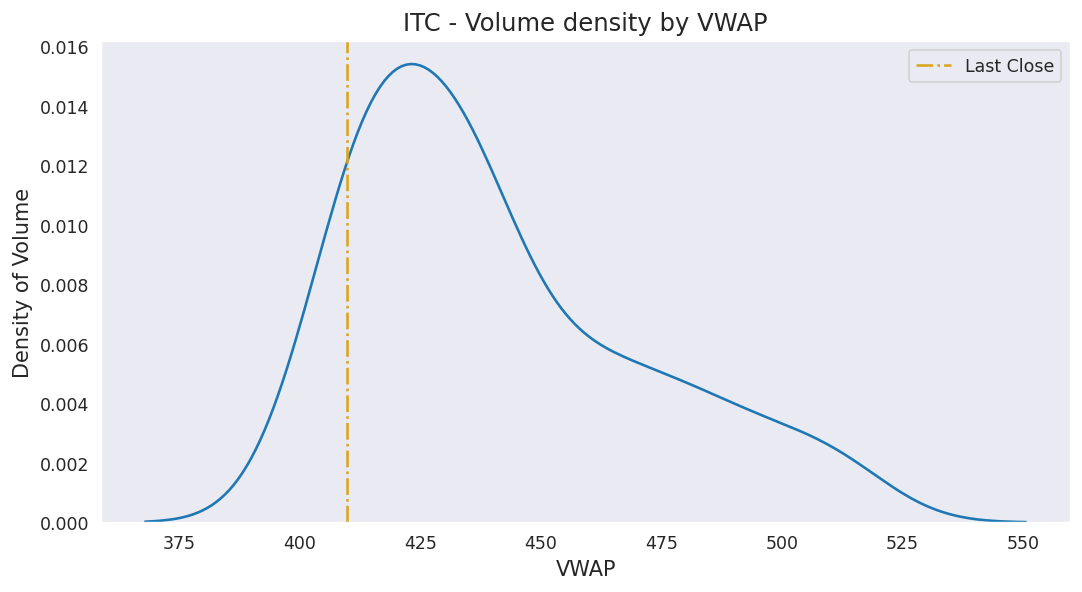 ITC - Volume density by VWAP
Last Close
Density of Volume
0.016
0.014
0.012
0.010
0.008
0.006
0.004
0.002
0.000
375 400 425 450 475 500 525 550
VWAP